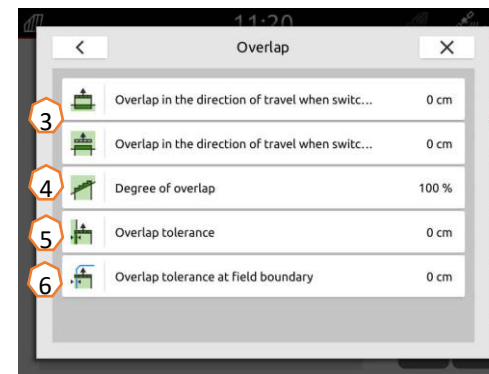 11:20
Overlap
3
Overlap in the direction of travel when switc... 0 cm
Overlap in the direction of travel when switc... 0 cm
4 Degree of overlap 100 %
5 Overlap tolerance 0 cm
6 Overlap tolerance at field boundary 0 cm